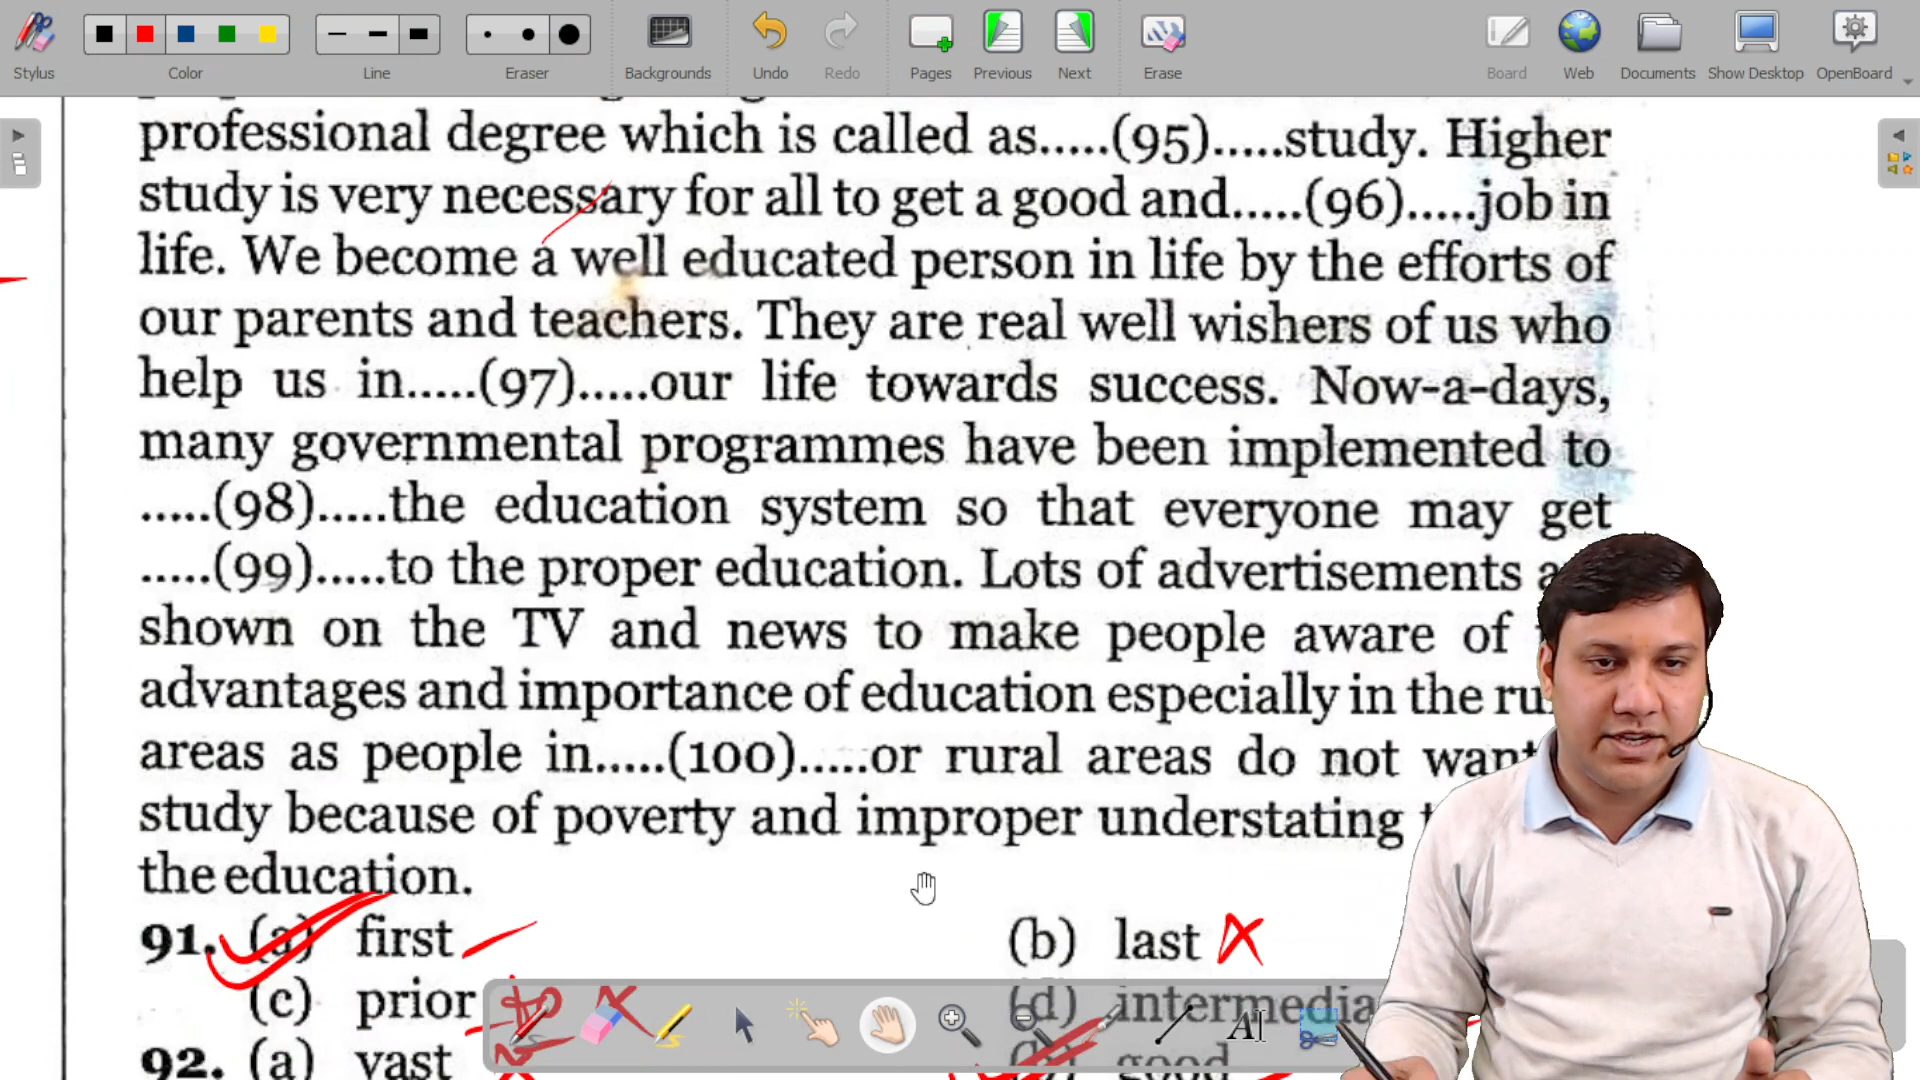 Stylus Color Line Eraser Backgrounds Undo Redo Pages Previous Next Erase Board Web Documents Show Desktop OpenBoard
professional degree which is called as.....(95).....study. Higher
study is very necessary for all to get a good and.....(96).....job in
life. We become a well educated person in life by the efforts of
our parents and teachers. They are real well wishers of us who
help us in.....(97).....our life towards success. Now-a-days,
many governmental programmes have been implemented to
.....(98).....the education system so that everyone may get
.....(99).....to the proper education. Lots of advertisements
shown on the TV and news to make people aware of
advantages and importance of education especially in the
areas as people in.....(100).....or rural areas do not want
study because of poverty and improper understating
the education.
91. (a) first (b) last
(c) prior (d) intermedia
92. (a) vast (b) good